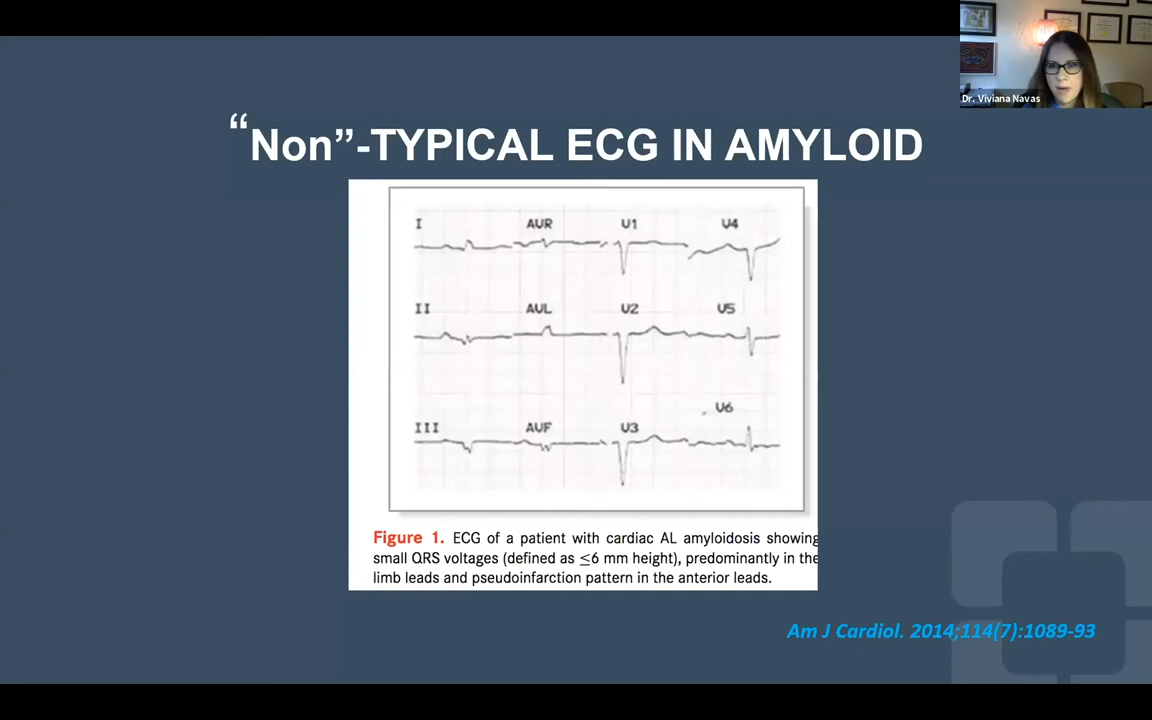 Dr. Viviana Navas
“Non”-TYPICAL ECG IN AMYLOID
I AVR V1 V4
II AVL V2 V5
V6
III AVF V3
Figure 1. ECG of a patient with cardiac AL amyloidosis showing
small QRS voltages (defined as ≤6 mm height), predominantly in the
limb leads and pseudoinfarction pattern in the anterior leads.
Am J Cardiol. 2014;114(7):1089-93